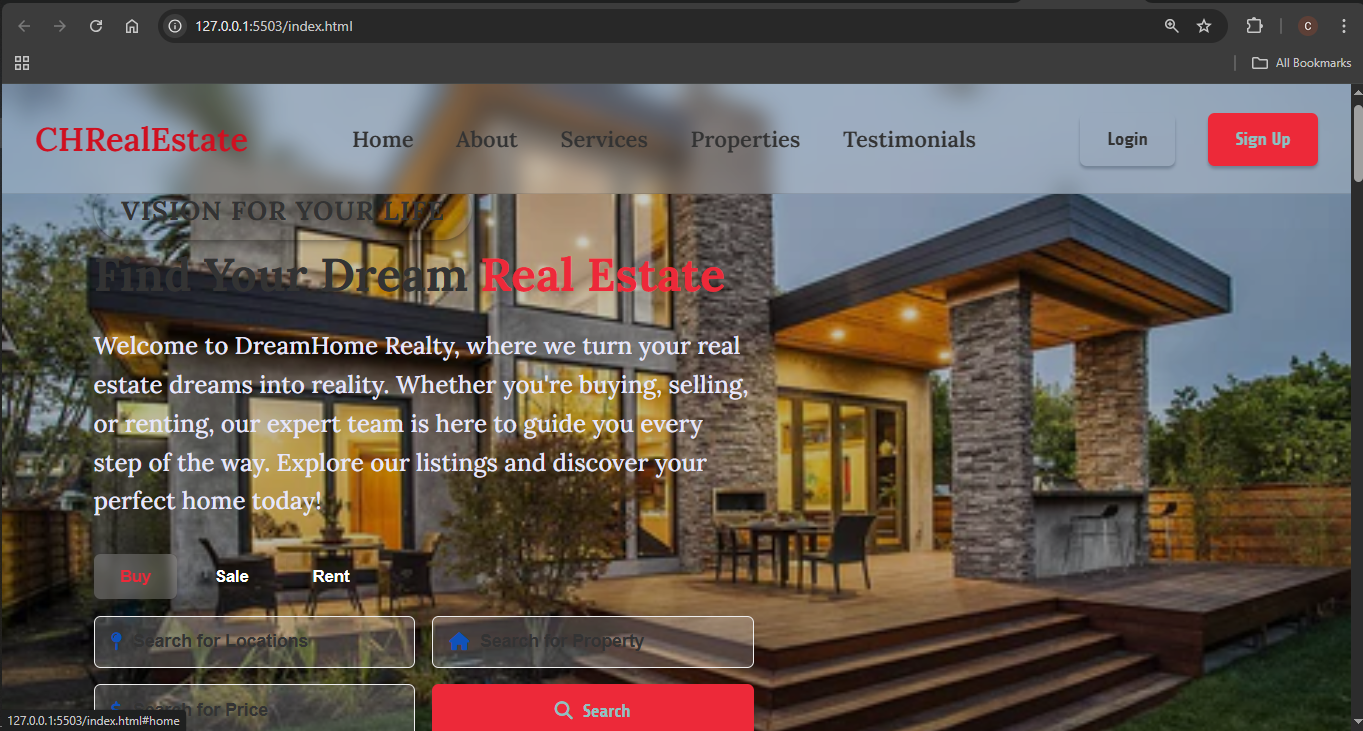 127.0.0.1:5503/index.html
C
All Bookmarks
CHRealEstate
Home
About
Services
Properties
Testimonials
Login
Sign Up
VISION FOR YOUR LIFE
Find Your Dream Real Estate
Welcome to DreamHome Realty, where we turn your real
estate dreams into reality. Whether you're buying, selling,
or renting, our expert team is here to guide you every
step of the way. Explore our listings and discover your
perfect home today!
Buy
Sale
Rent
Search for Locations
Search for Property
Search for Price
Search
127.0.0.1:5503/index.html#home